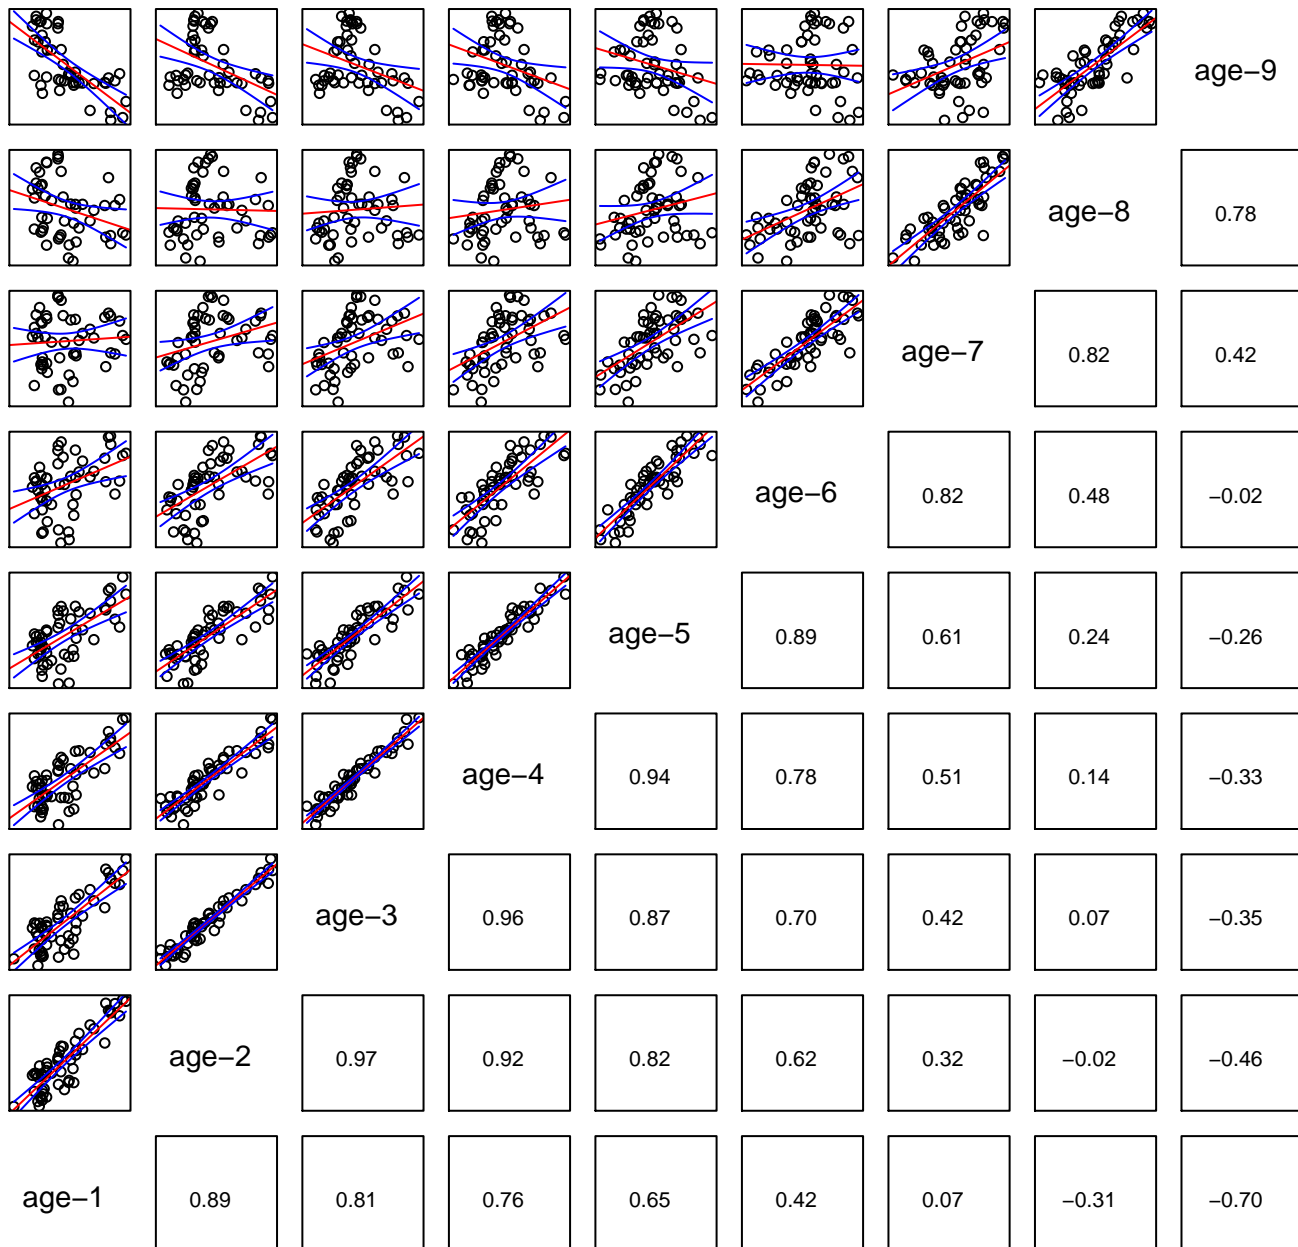 age−9
age−8 0.78
age−7 0.82 0.42
age−6 0.82 0.48 −0.02
age−5 0.89 0.61 0.24 −0.26
age−4 0.94 0.78 0.51 0.14 −0.33
age−3 0.96 0.87 0.70 0.42 0.07 −0.35
age−2 0.97 0.92 0.82 0.62 0.32 −0.02 −0.46
age−1 0.89 0.81 0.76 0.65 0.42 0.07 −0.31 −0.70